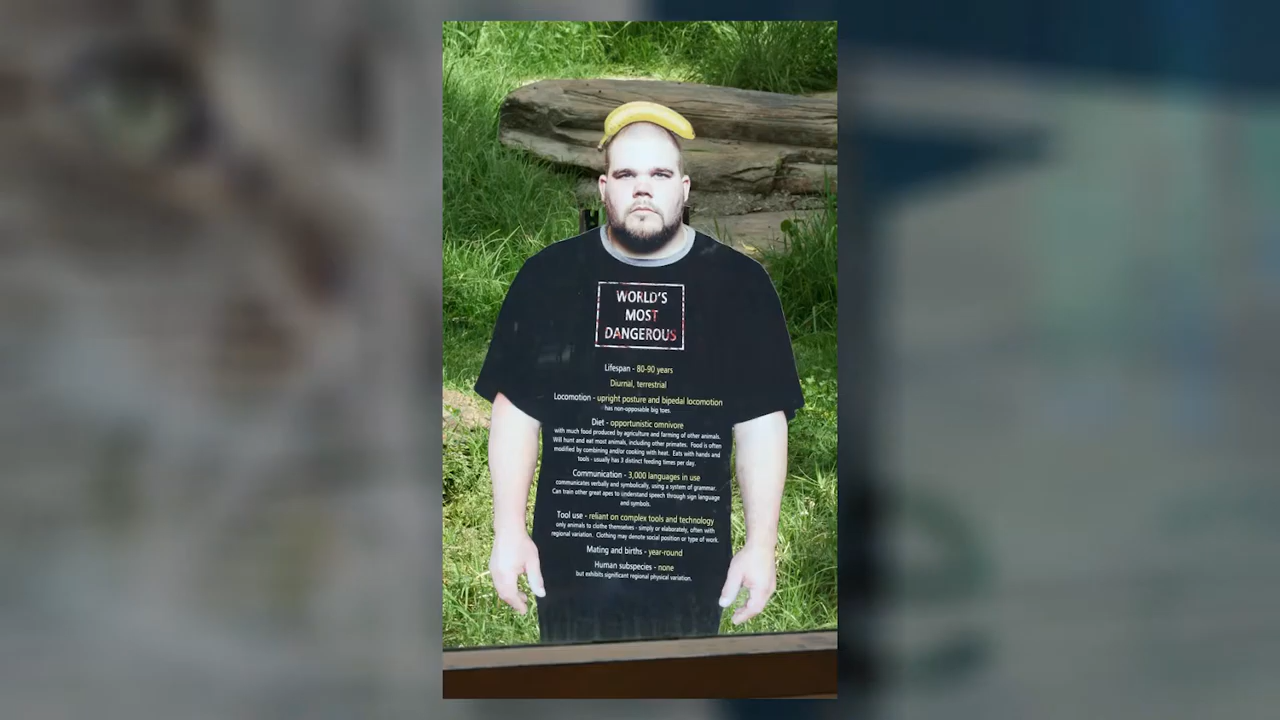 WORLD'S
MOST
DANGEROUS
Lifespan - 80-90 years
Diurnal, terrestrial
Locomotion - upright posture and bipedal locomotion
has non-opposable big toes.
Diet - opportunistic omnivore
with much food produced by agriculture and farming of other animals.
Will hunt and eat most animals, including other primates. Food is often
modified by combining and/or cooking with heat. Eats with hands and
tools - usually has 3 distinct feeding times per day.
Communication - 3,000 languages in use
communicates verbally and symbolically, using a system of grammar.
Can train other great apes to understand speech through sign language
and symbols.
Tool use - reliant on complex tools and technology
only animals to clothe themselves - simply or elaborately, often with
regional variation. Clothing may denote social position or type of work.
Mating and births - year-round
Human subspecies - none
but exhibits significant regional physical variation.